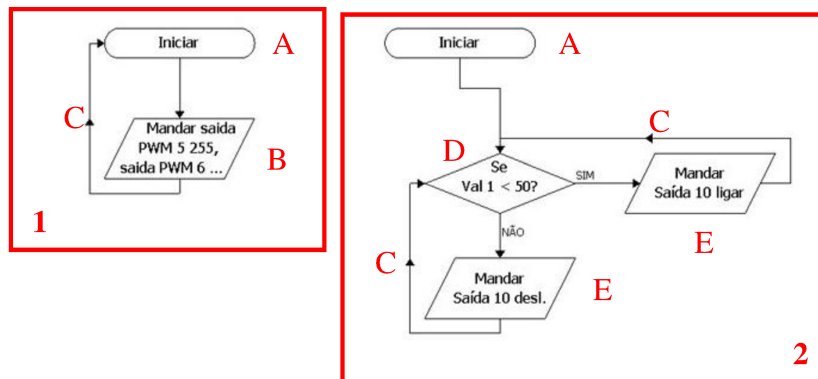 Iniciar
A
C
Mandar saida
PWM 5 255,
saida PWM 6 ...
B
1
Iniciar
A
C
D
Se
Val 1 < 50?
SIM
Mandar
Saída 10 ligar
E
NÃO
C
Mandar
Saída 10 desl.
E
2